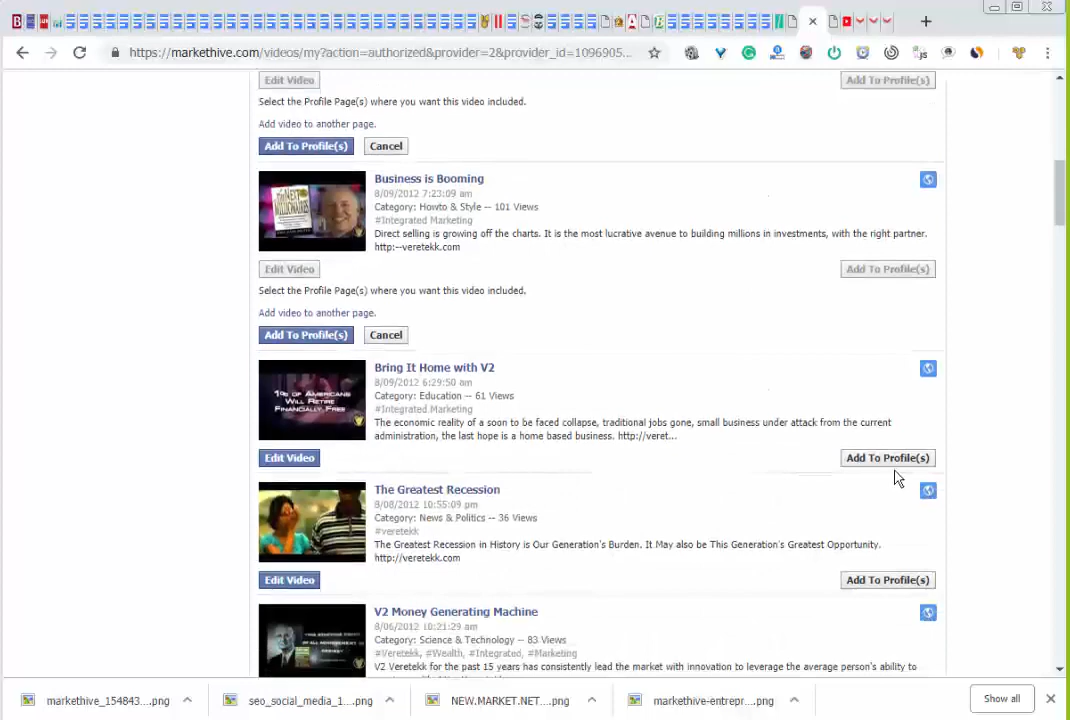 https://markethive.com/videos/my?action=authorized&provider=2&provider_id=1096905...
Edit Video
Add To Profile(s)
Select the Profile Page(s) where you want this video included.
Add video to another page.
Add To Profile(s) Cancel
Business is Booming
8/09/2012 7:23:09 am
Category: Howto & Style -- 101 Views
#Integrated Marketing
Direct selling is growing off the charts. It is the most lucrative avenue to building millions in investments, with the right partner.
http:--veretekk.com
Edit Video
Add To Profile(s)
Select the Profile Page(s) where you want this video included.
Add video to another page.
Add To Profile(s) Cancel
Bring It Home with V2
8/09/2012 6:29:50 am
Category: Education -- 61 Views
#Integrated Marketing
1% OF AMERICANS
WILL RETIRE
FINANCIALLY FREE
The economic reality of a soon to be faced collapse, traditional jobs gone, small business under attack from the current
administration, the last hope is a home based business. http://veret...
Edit Video
Add To Profile(s)
The Greatest Recession
8/08/2012 10:55:09 pm
Category: News & Politics -- 36 Views
#veretekk
The Greatest Recession in History is Our Generation's Burden. It May also be This Generation's Greatest Opportunity.
http://veretekk.com
Edit Video
Add To Profile(s)
V2 Money Generating Machine
8/06/2012 10:21:29 am
Category: Science & Technology -- 83 Views
#Veretekk, #Wealth, #Integrated, #Marketing
V2 Veretekk for the past 15 years has consistently lead the market with innovation to leverage the average person's ability to
markethive_154843....png
seo_social_media_1....png
NEW.MARKET.NET....png
markethive-entrepr....png
Show all